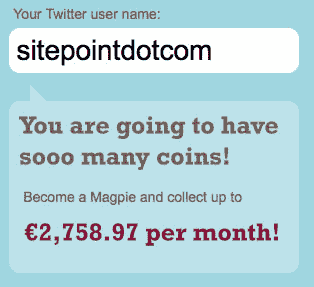 Your Twitter user name:
sitepointdotcom
You are going to have
sooo many coins!
Become a Magpie and collect up to
€2,758.97 per month!